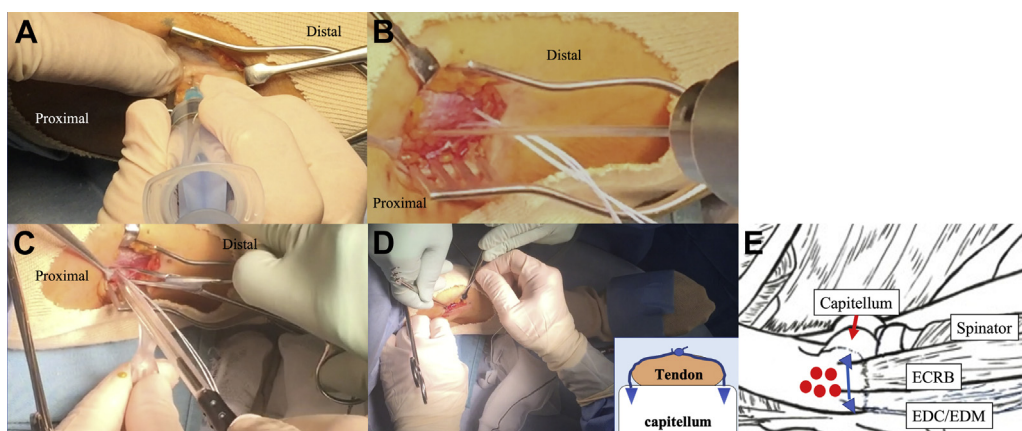 A
Distal
Proximal
B
Distal
Proximal
C
Distal
Proximal
D
Tendon
capitellum
E
Capitellum
Spinator
ECRB
EDC/EDM